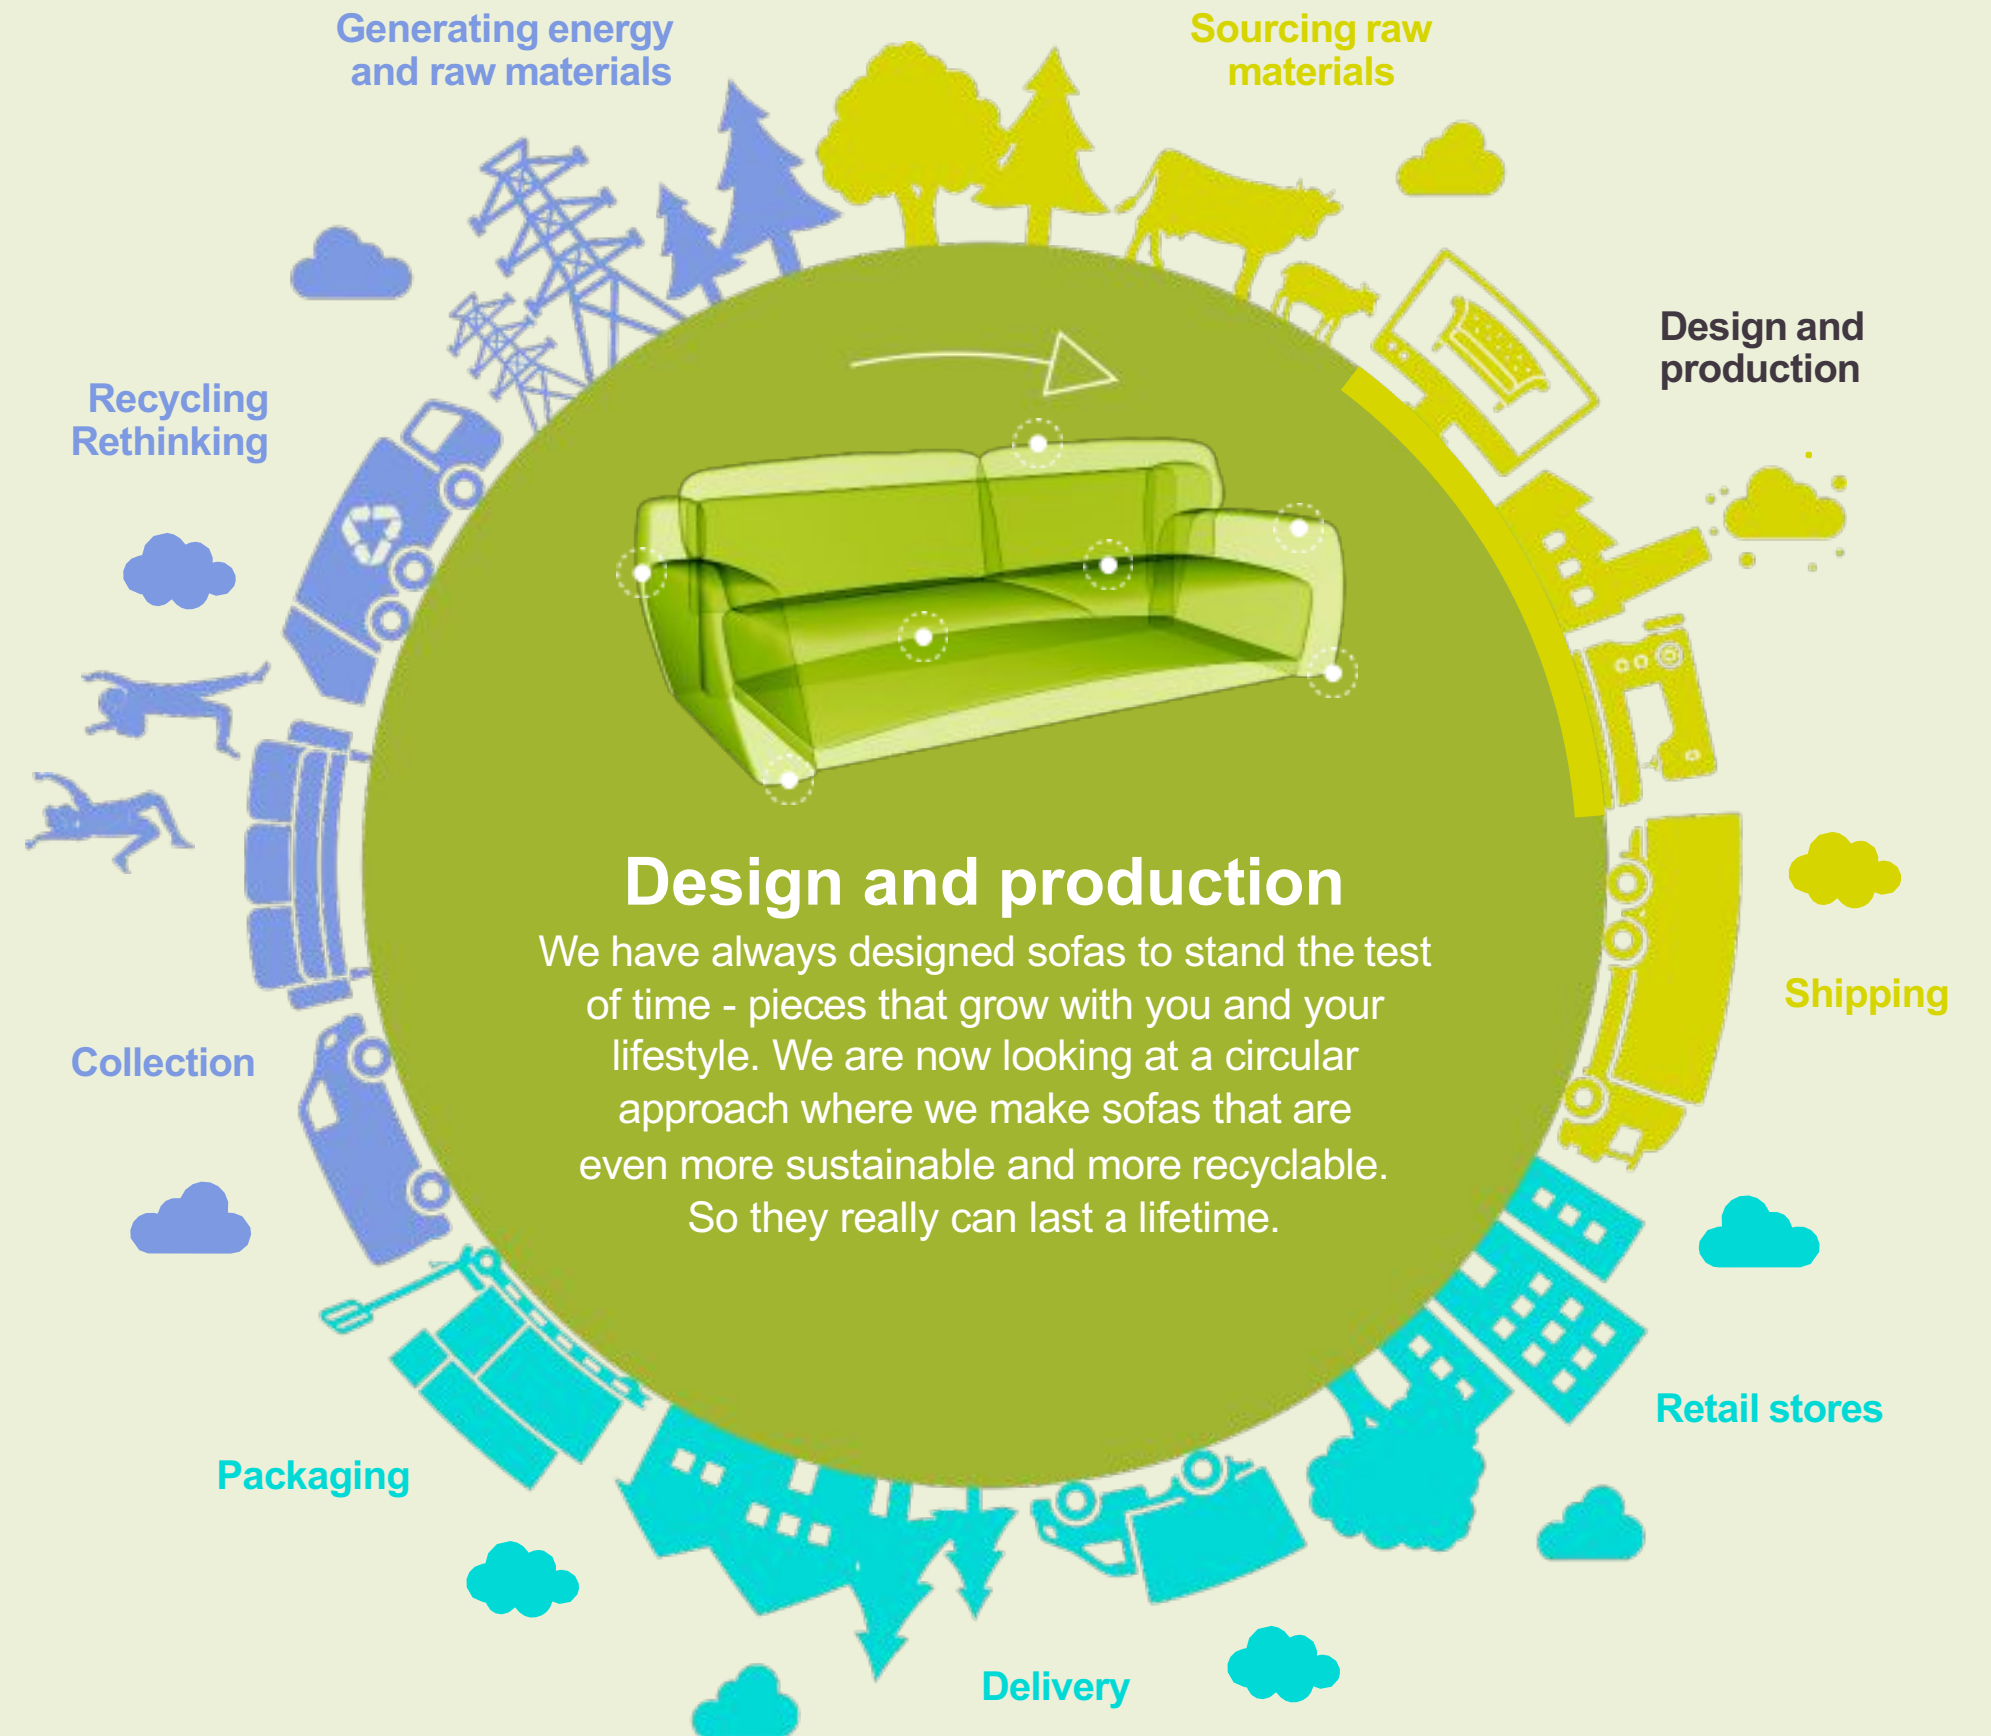 Generating energy
and raw materials
Sourcing raw
materials
Design and
production
Recycling
Rethinking
Design and production
We have always designed sofas to stand the test
of time - pieces that grow with you and your
lifestyle. We are now looking at a circular
approach where we make sofas that are
even more sustainable and more recyclable.
So they really can last a lifetime.
Shipping
Collection
Retail stores
Packaging
Delivery